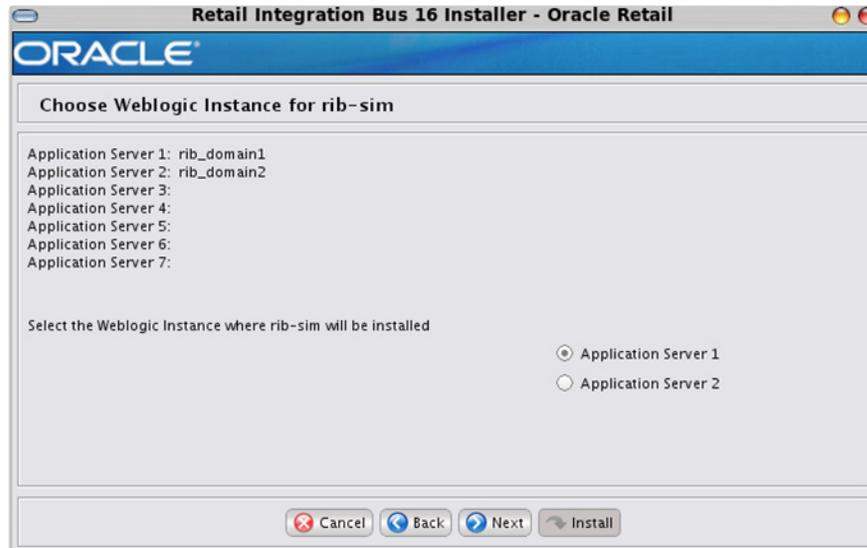 Retail Integration Bus 16 Installer - Oracle Retail
ORACLE®
Choose Weblogic Instance for rib-sim
Application Server 1: rib_domain1
Application Server 2: rib_domain2
Application Server 3:
Application Server 4:
Application Server 5:
Application Server 6:
Application Server 7:
Select the Weblogic Instance where rib-sim will be installed
Application Server 1
Application Server 2
Cancel Back Next Install